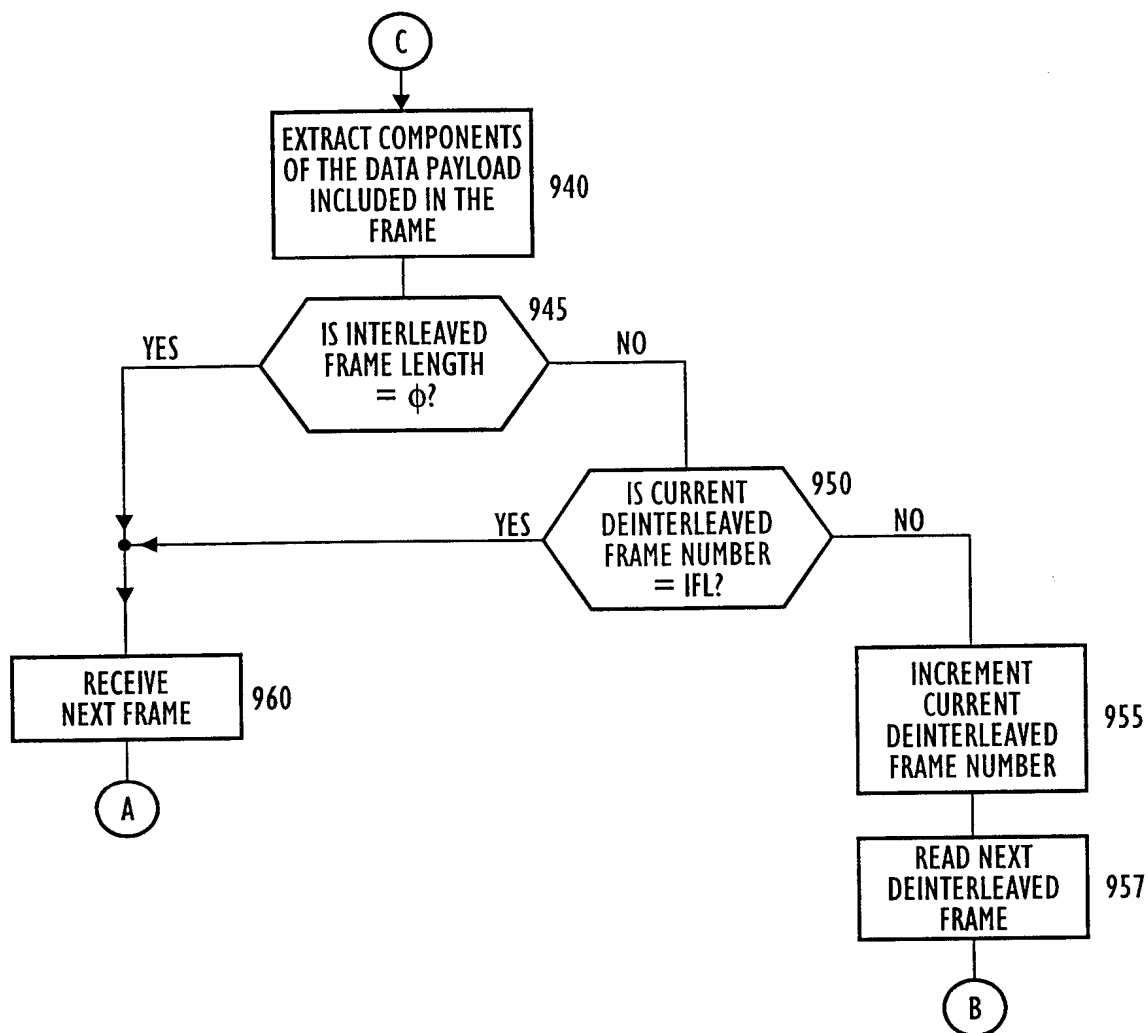 C
EXTRACT COMPONENTS
OF THE DATA PAYLOAD
INCLUDED IN THE
FRAME
940
945
IS INTERLEAVED
FRAME LENGTH
= ϕ?
YES
NO
950
IS CURRENT
DEINTERLEAVED
FRAME NUMBER
= IFL?
YES
NO
RECEIVE
NEXT FRAME
960
INCREMENT
CURRENT
DEINTERLEAVED
FRAME NUMBER
955
A
READ NEXT
DEINTERLEAVED
FRAME
957
B